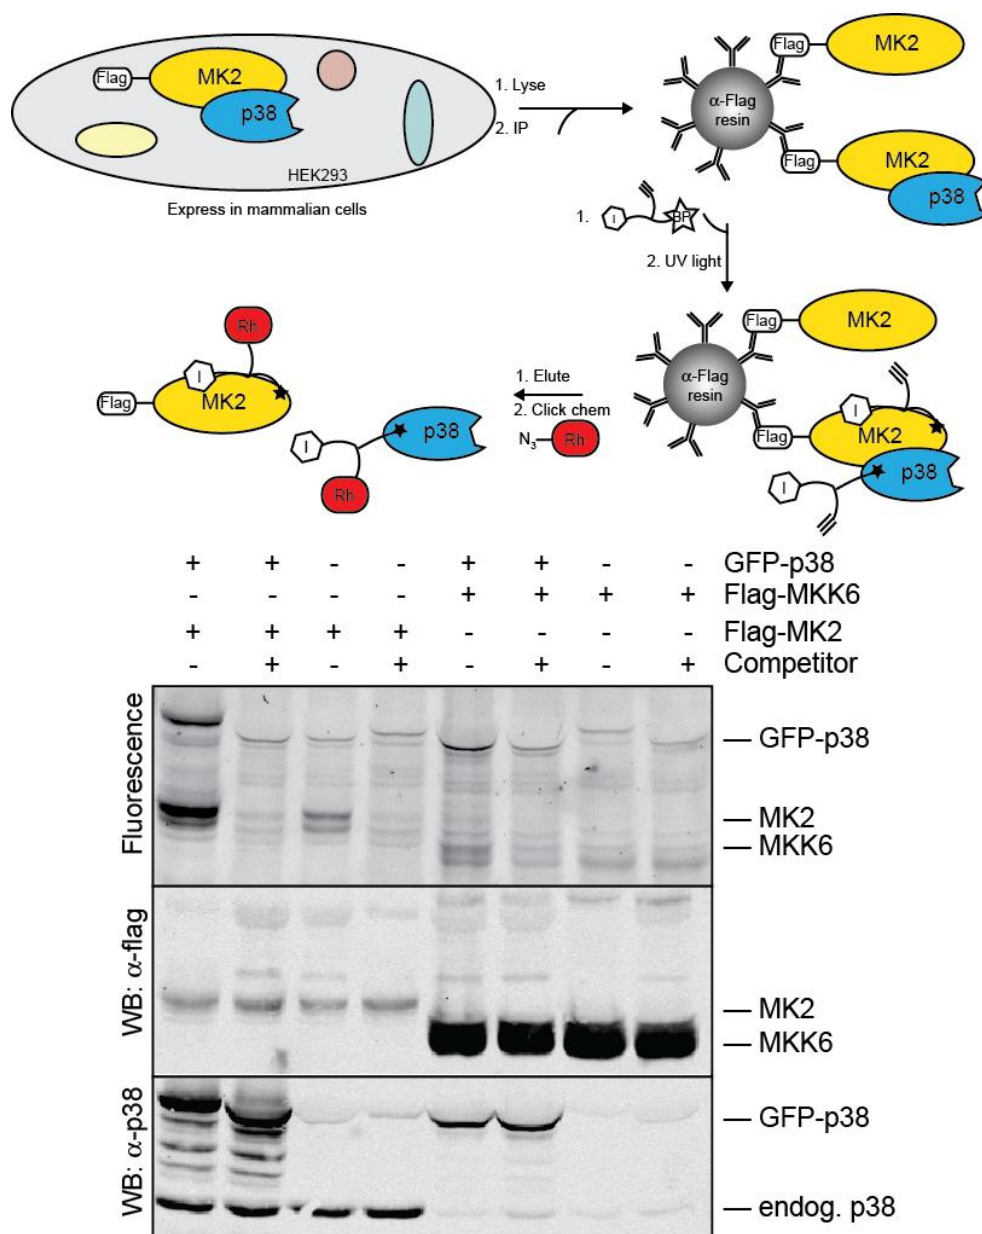 Flag
MK2
p38
HEK293
Express in mammalian cells
1. Lyse
2. IP
α-Flag
resin
Flag
MK2
Flag
MK2
p38
1.
I
BP
2. UV light
α-Flag
resin
Flag
MK2
Flag
I
MK2
p38
I
1. Elute
2. Click chem
N3
Rh
Rh
I
Flag
MK2
p38
I
Rh
+ + - - + + - - GFP-p38
- - - - + + + + Flag-MKK6
+ + + + - - - - Flag-MK2
- + - + - + - + Competitor
Fluorescence
— GFP-p38
— MK2
— MKK6
WB: α-flag
— MK2
— MKK6
WB: α-p38
— GFP-p38
— endog. p38